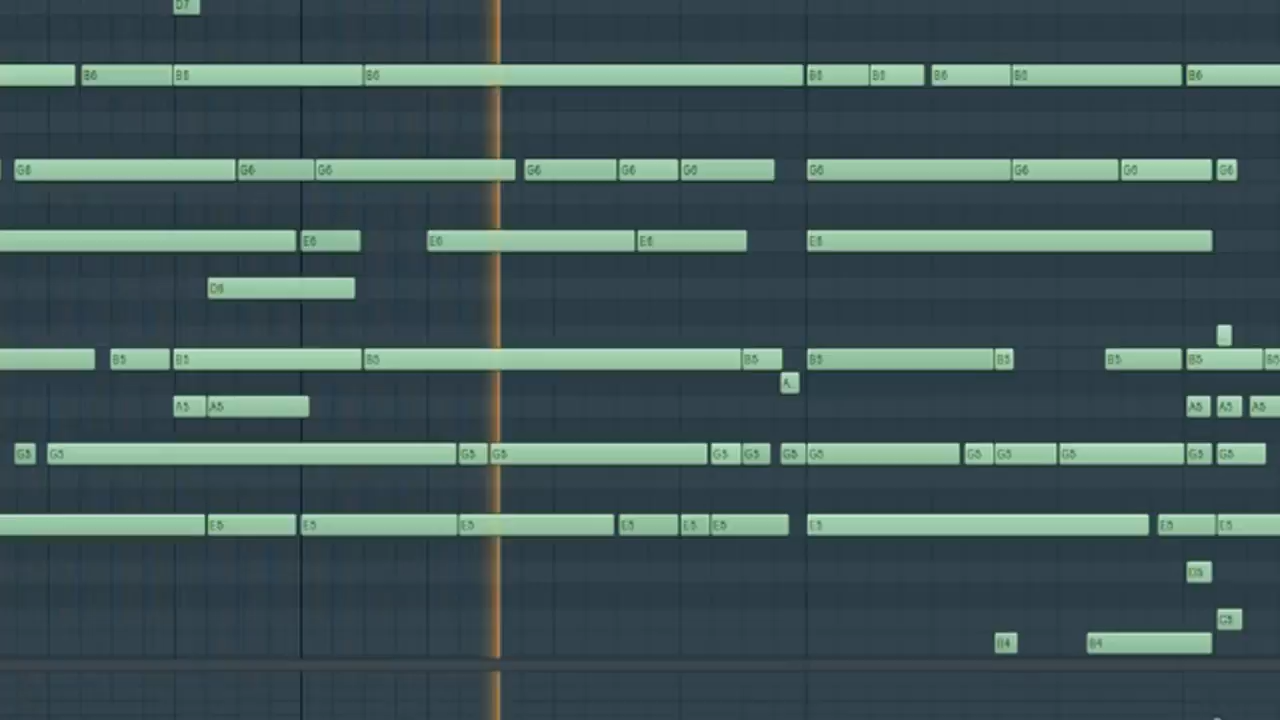 D7
B6 B6 B6 B6 B6 B6 B6 B6
G6 G6 G6 G6 G6 G6 G6 G6 G6 G6
E6 E6 E6 E6
D6
B5 B5 B5 B5 B5 B5 B5 B5 B5
A..
A5 A5 A5 A5 A5
G5 G5 G5 G5 G5 G5 G5 G5 G5 G5 G5 G5 G5
E5 E5 E5 E5 E5 E5 E5 E5 E5
D5
C5
B4 B4